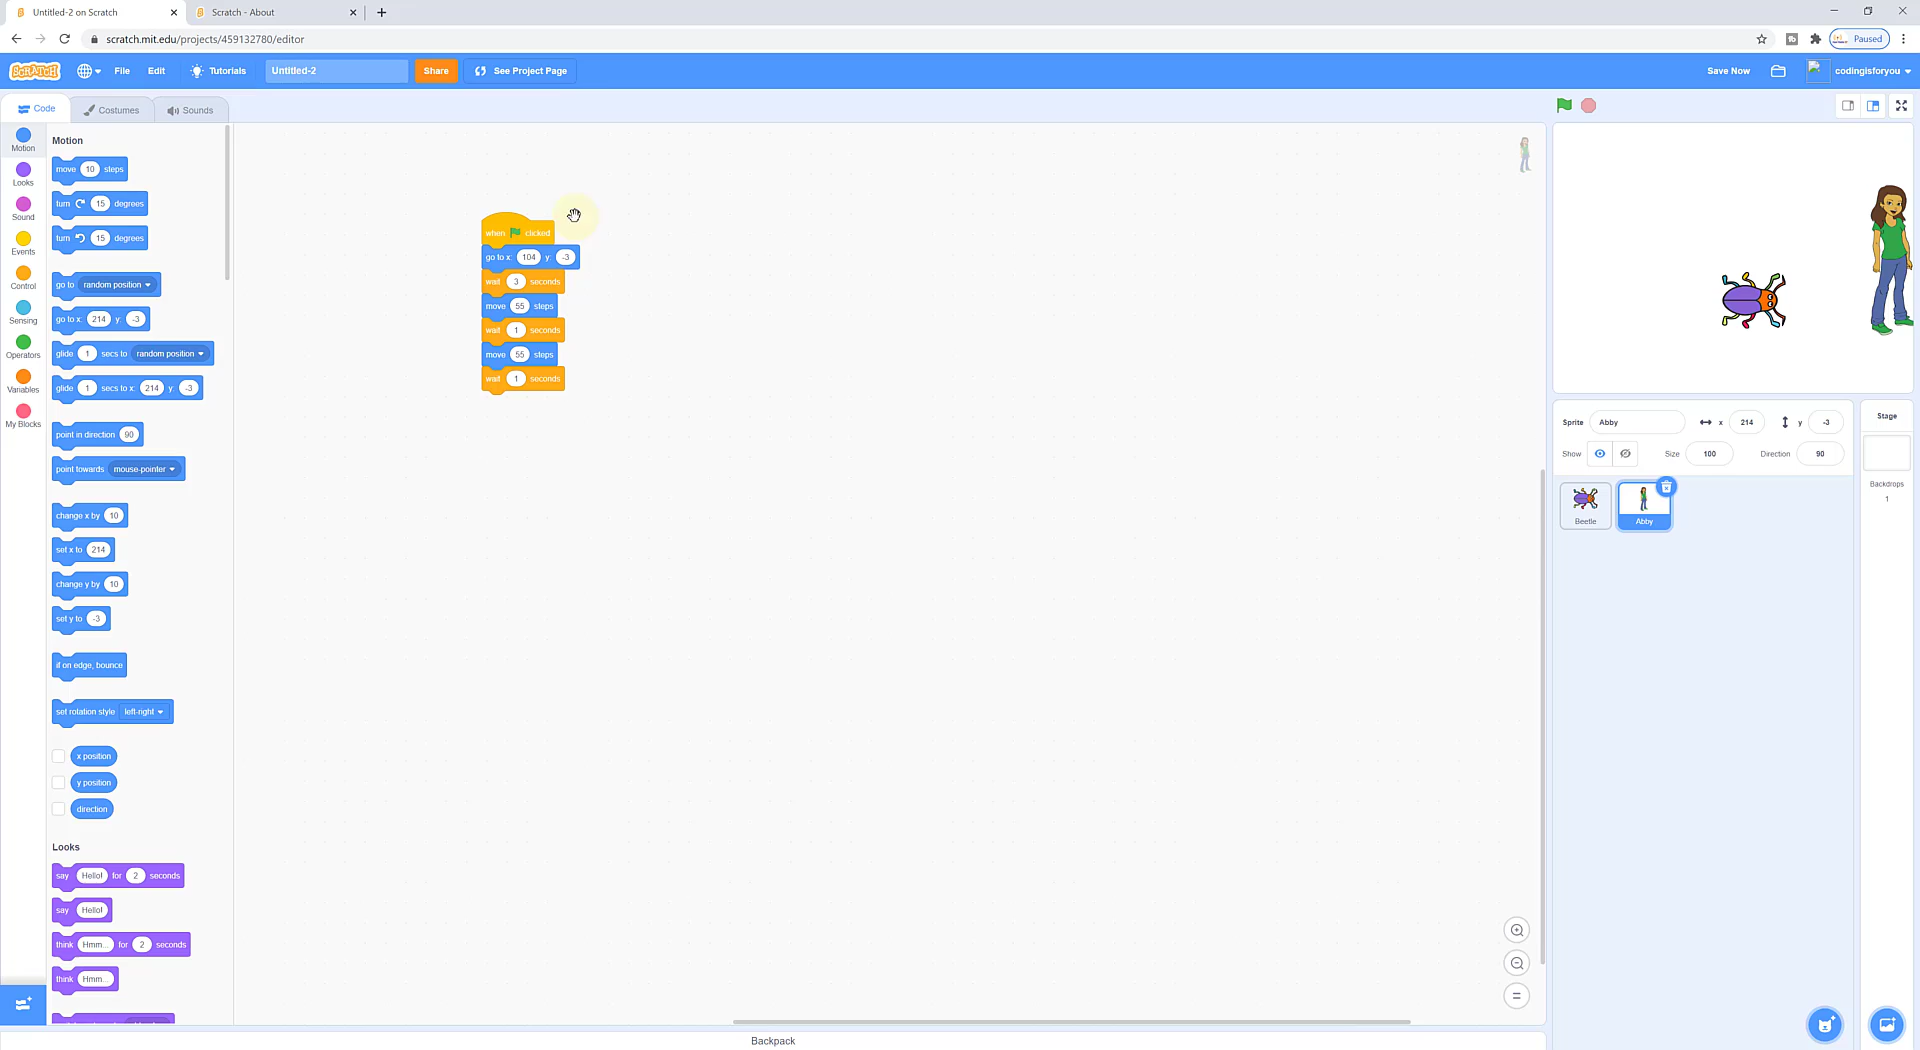 Untitled-2 on Scratch
Scratch - About
scratch.mit.edu/projects/459132780/editor
Paused
SCRATCH
File
Edit
Tutorials
Untitled-2
Share
See Project Page
Save Now
codingisforyou
Code
Costumes
Sounds
Motion
Looks
Sound
Events
Control
Sensing
Operators
Variables
My Blocks
Motion
move 10 steps
turn 15 degrees
turn 15 degrees
go to random position
go to x: 214 y: -3
glide 1 secs to random position
glide 1 secs to x: 214 y: -3
point in direction 90
point towards mouse-pointer
change x by 10
set x to 214
change y by 10
set y to -3
if on edge, bounce
set rotation style left-right
x position
y position
direction
Looks
say Hello! for 2 seconds
say Hello!
think Hmm... for 2 seconds
think Hmm...
when clicked
go to x: 104 y: -3
wait 3 seconds
move 55 steps
wait 1 seconds
move 55 steps
wait 1 seconds
Sprite Abby x 214 y -3
Show Size 100 Direction 90
Beetle
Abby
Stage
Backdrops
1
Backpack